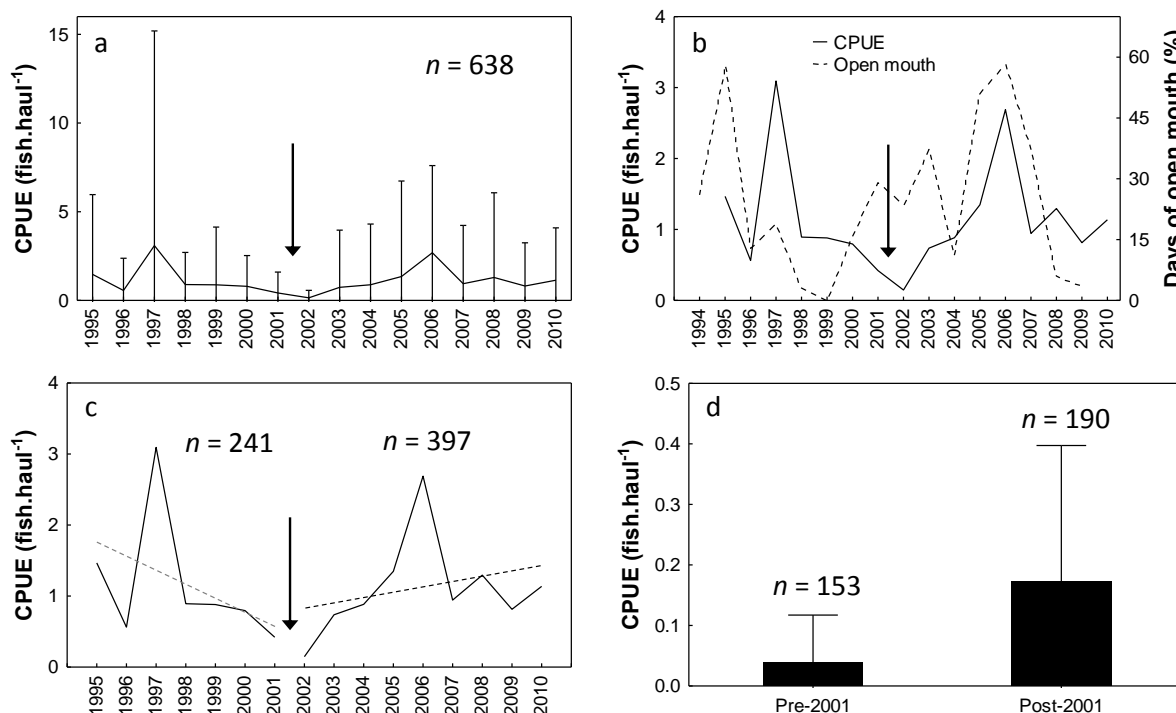 a
n = 638
CPUE (fish.haul-1)
15
10
5
0
1995 1996 1997 1998 1999 2000 2001 2002 2003 2004 2005 2006 2007 2008 2009 2010
b
CPUE
Open mouth
CPUE (fish.haul-1)
4
3
2
1
0
Days of open mouth (%)
60
45
30
15
0
1994 1995 1996 1997 1998 1999 2000 2001 2002 2003 2004 2005 2006 2007 2008 2009 2010
c
n = 241
n = 397
CPUE (fish.haul-1)
4
3
2
1
0
1995 1996 1997 1998 1999 2000 2001 2002 2003 2004 2005 2006 2007 2008 2009 2010
d
n = 190
n = 153
CPUE (fish.haul-1)
0.5
0.4
0.3
0.2
0.1
0.0
Pre-2001 Post-2001